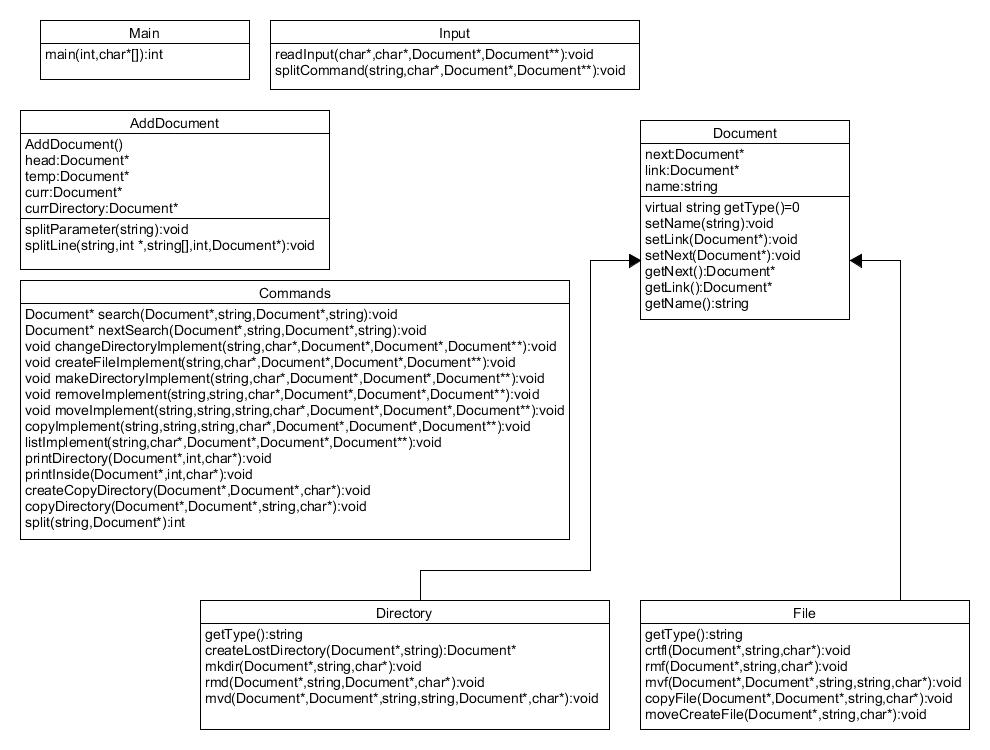 Main
main(int,char*[]):int
Input
readInput(char*,char*,Document*,Document**):void
splitCommand(string,char*,Document*,Document**):void
AddDocument
AddDocument()
head:Document*
temp:Document*
curr:Document*
currDirectory:Document*
splitParameter(string):void
splitLine(string,int *,string[],int,Document*):void
Document
next:Document*
link:Document*
name:string
virtual string getType()=0
setName(string):void
setLink(Document*):void
setNext(Document*):void
getNext():Document*
getLink():Document*
getName():string
Commands
Document* search(Document*,string,Document*,string):void
Document* nextSearch(Document*,string,Document*,string):void
void changeDirectoryImplement(string,char*,Document*,Document*,Document**):void
void createFileImplement(string,char*,Document*,Document*,Document**):void
void makeDirectoryImplement(string,char*,Document*,Document*,Document**):void
void removeImplement(string,string,char*,Document*,Document*,Document**):void
void moveImplement(string,string,string,char*,Document*,Document*,Document**):void
copyImplement(string,string,string,char*,Document*,Document*,Document**):void
listImplement(string,char*,Document*,Document*,Document**):void
printDirectory(Document*,int,char*):void
printInside(Document*,int,char*):void
createCopyDirectory(Document*,Document*,char*):void
copyDirectory(Document*,Document*,string,char*):void
split(string,Document*):int
Directory
getType():string
createLostDirectory(Document*,string):Document*
mkdir(Document*,string,char*):void
rmd(Document*,string,Document*,char*):void
mvd(Document*,Document*,string,string,Document*,char*):void
File
getType():string
crtfl(Document*,string,char*):void
rmf(Document*,string,char*):void
mvf(Document*,Document*,string,string,char*):void
copyFile(Document*,Document*,string,char*):void
moveCreateFile(Document*,string,char*):void